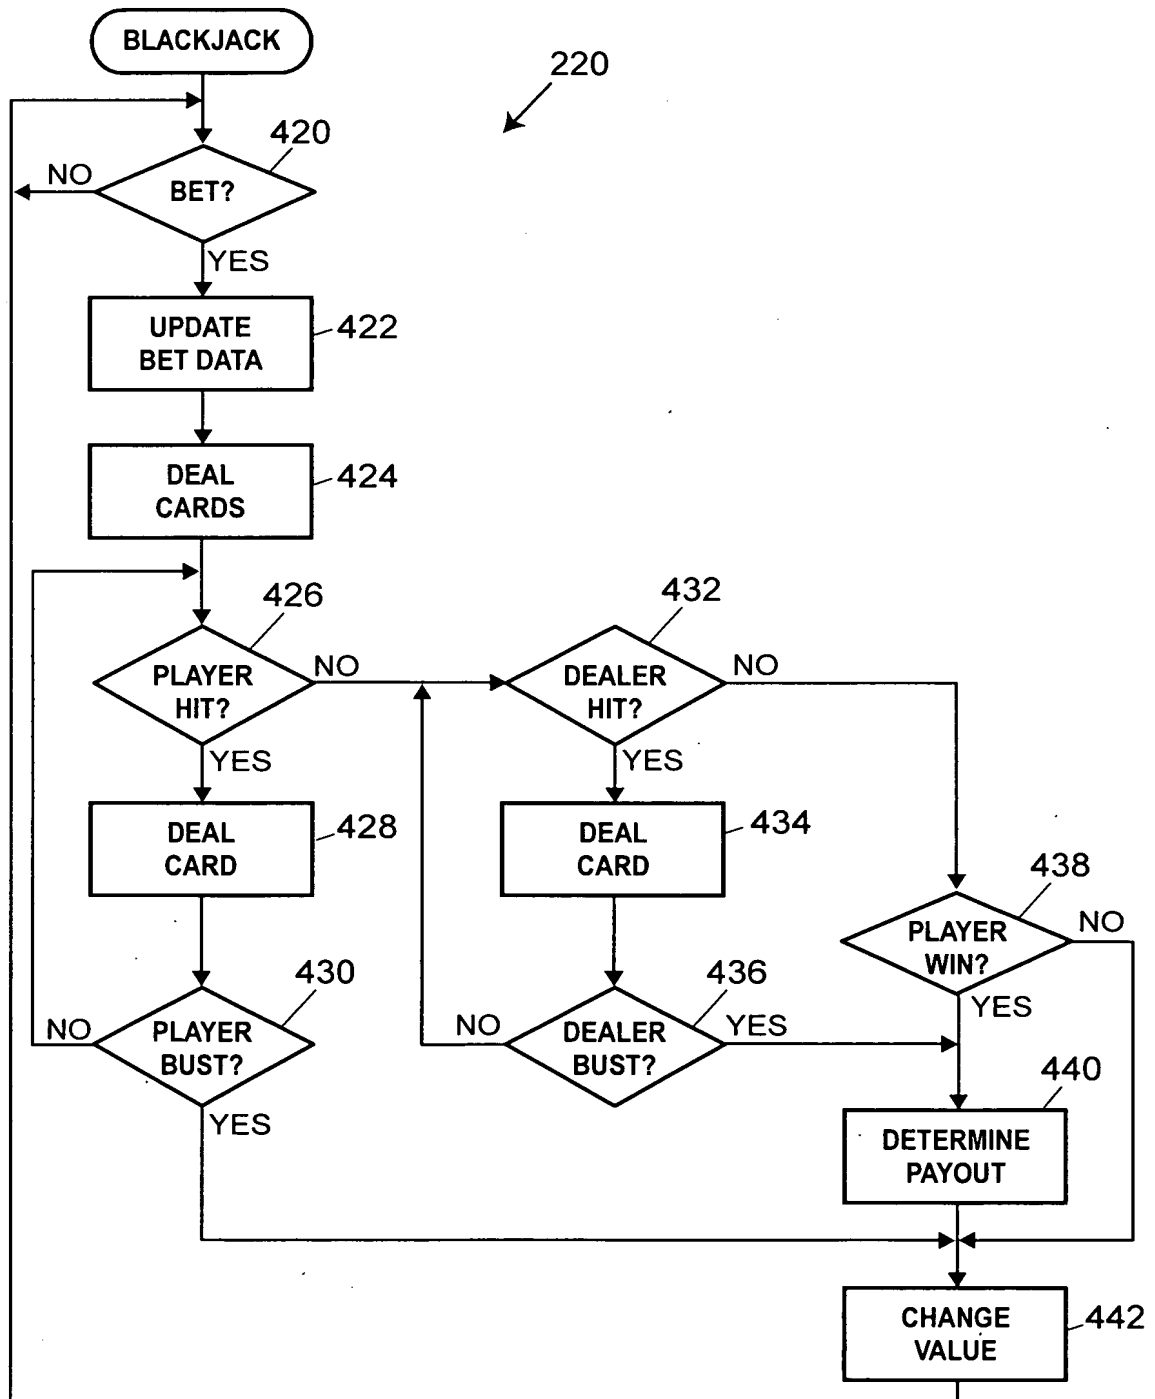 BLACKJACK
220
420
NO
BET?
YES
UPDATE
BET DATA
422
DEAL
CARDS
424
426
432
PLAYER
HIT?
NO
DEALER
HIT?
NO
YES
YES
DEAL
CARD
428
DEAL
CARD
434
438
PLAYER
WIN?
NO
430
436
YES
NO
PLAYER
BUST?
NO
DEALER
BUST?
YES
440
YES
DETERMINE
PAYOUT
CHANGE
VALUE
442